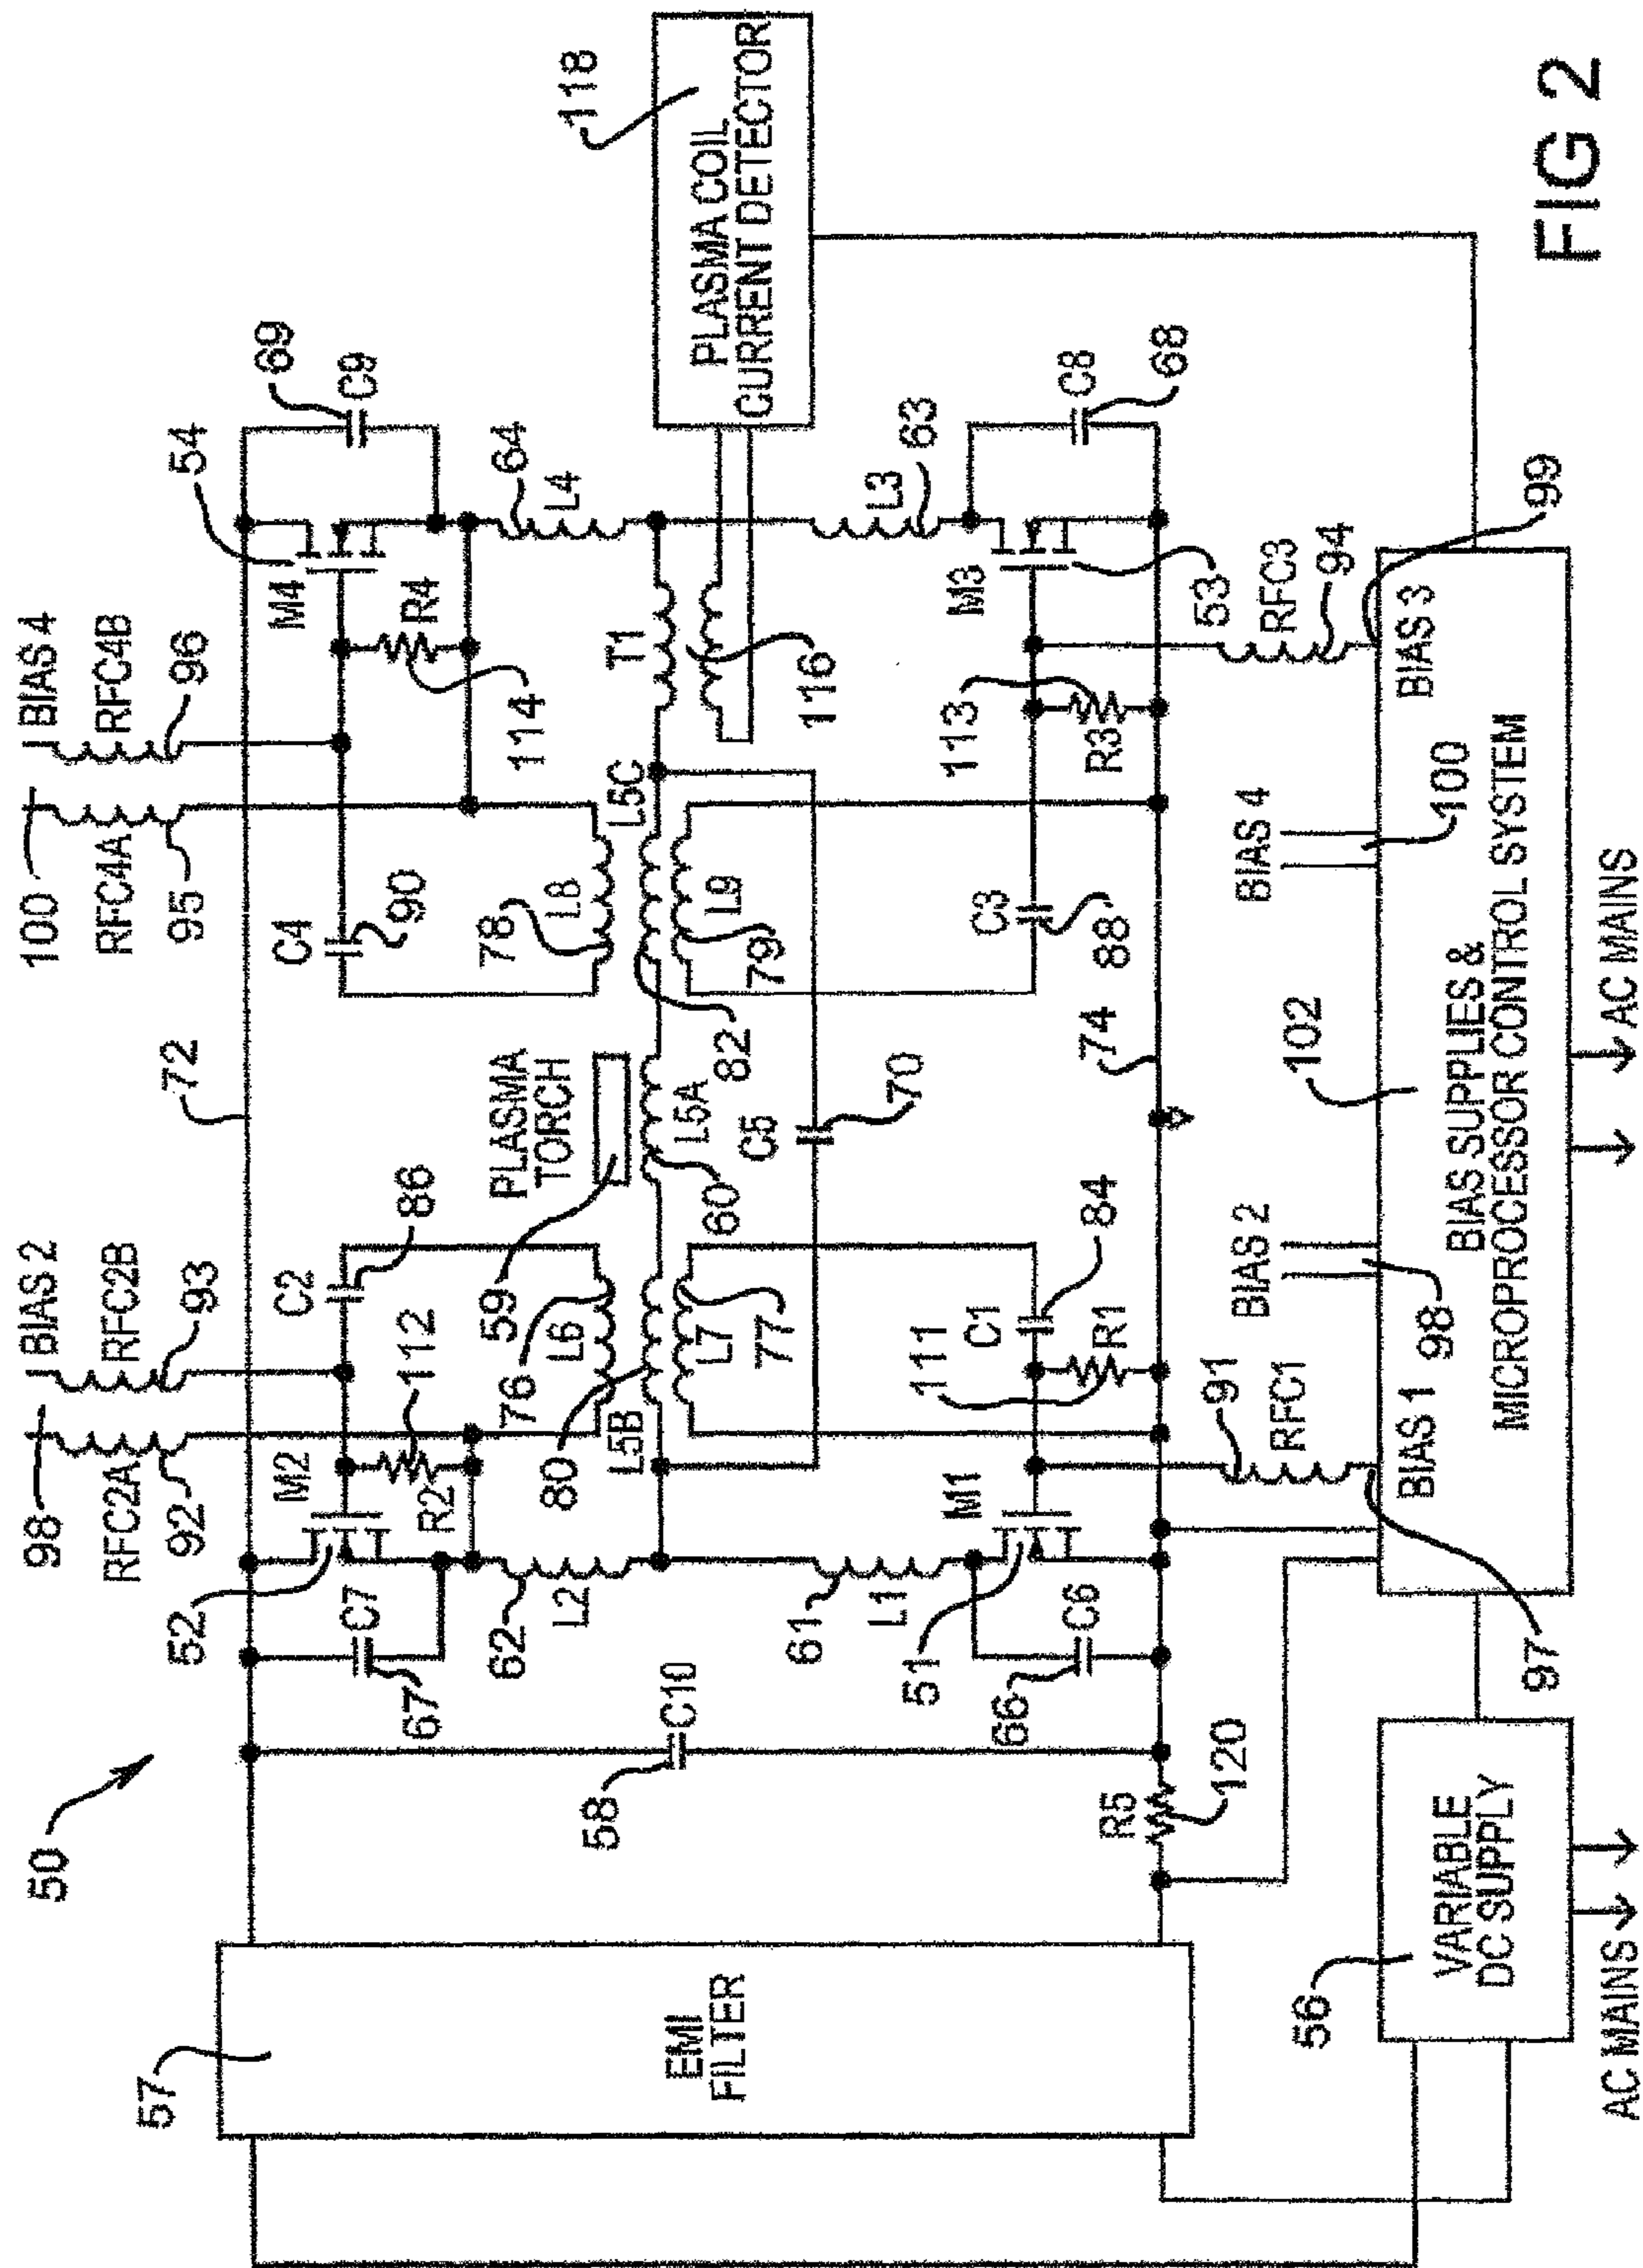 50
57
EMI
FILTER
56
VARIABLE
DC SUPPLY
AC MAINS
58
C10
R5
120
98
BIAS 2
RFC2A
RFC2B
92
93
72
100
BIAS 4
RFC4A
RFC4B
95
96
52
M2
C7
67
R2
112
C2
86
62
L2
76
L6
80
L5B
L7
77
61
L1
M1
51
C6
66
111
C1
84
R1
91
RFC1
97
59
PLASMA
TORCH
60
L5A
82
C5
70
74
C4
90
78
L8
L5C
L9
79
C3
88
M4
54
69
C9
R4
114
64
L4
T1
116
L3
63
M3
53
C8
68
113
R3
RFC3
94
99
PLASMA COIL
CURRENT DETECTOR
118
BIAS 1
BIAS 2
98
102
BIAS 4
100
BIAS 3
BIAS SUPPLIES &
MICROPROCESSOR CONTROL SYSTEM
AC MAINS
FIG 2